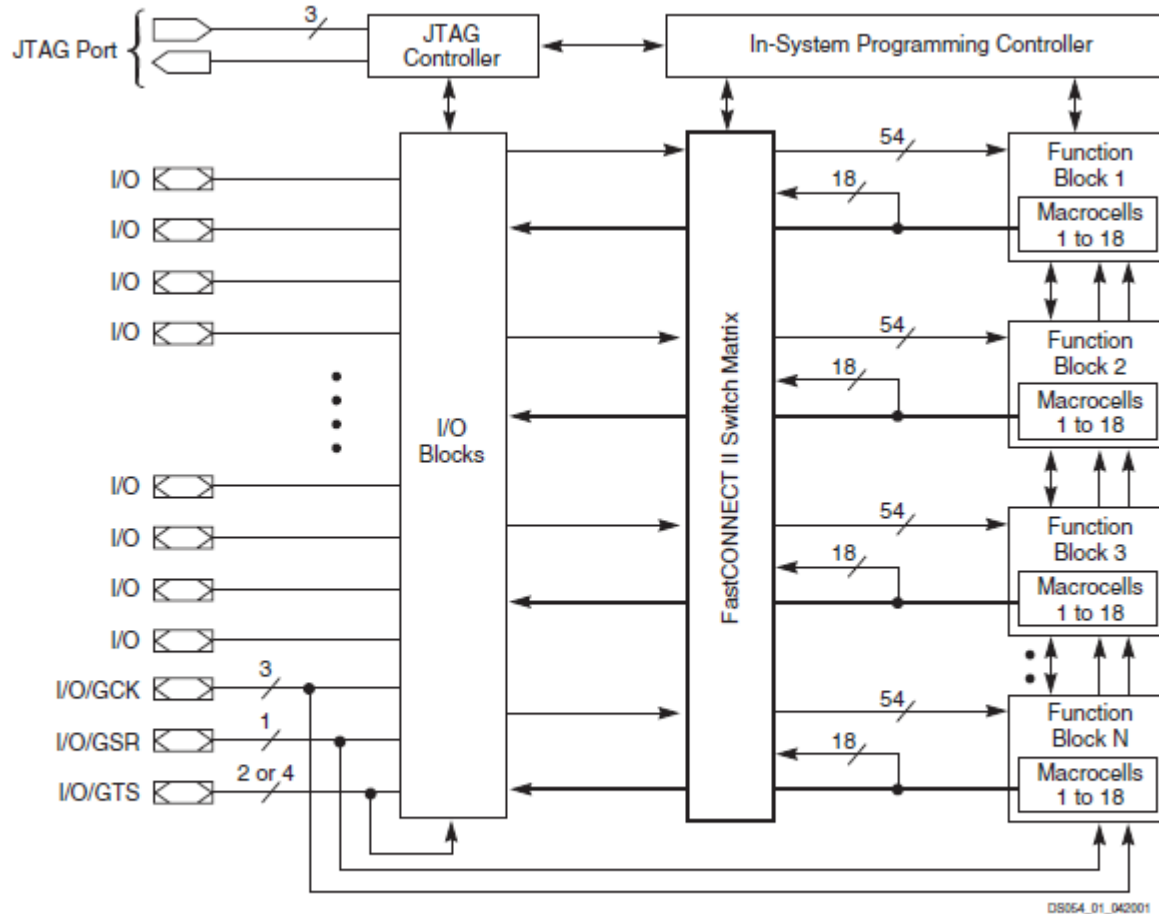 JTAG Port
3
JTAG
Controller
In-System Programming Controller
I/O
I/O
I/O
I/O
I/O
I/O
I/O
I/O
I/O/GCK
3
I/O/GSR
1
I/O/GTS
2 or 4
I/O
Blocks
FastCONNECT II Switch Matrix
54
18
Function
Block 1
Macrocells
1 to 18
54
18
Function
Block 2
Macrocells
1 to 18
54
18
Function
Block 3
Macrocells
1 to 18
54
18
Function
Block N
Macrocells
1 to 18
DS054_01_042001